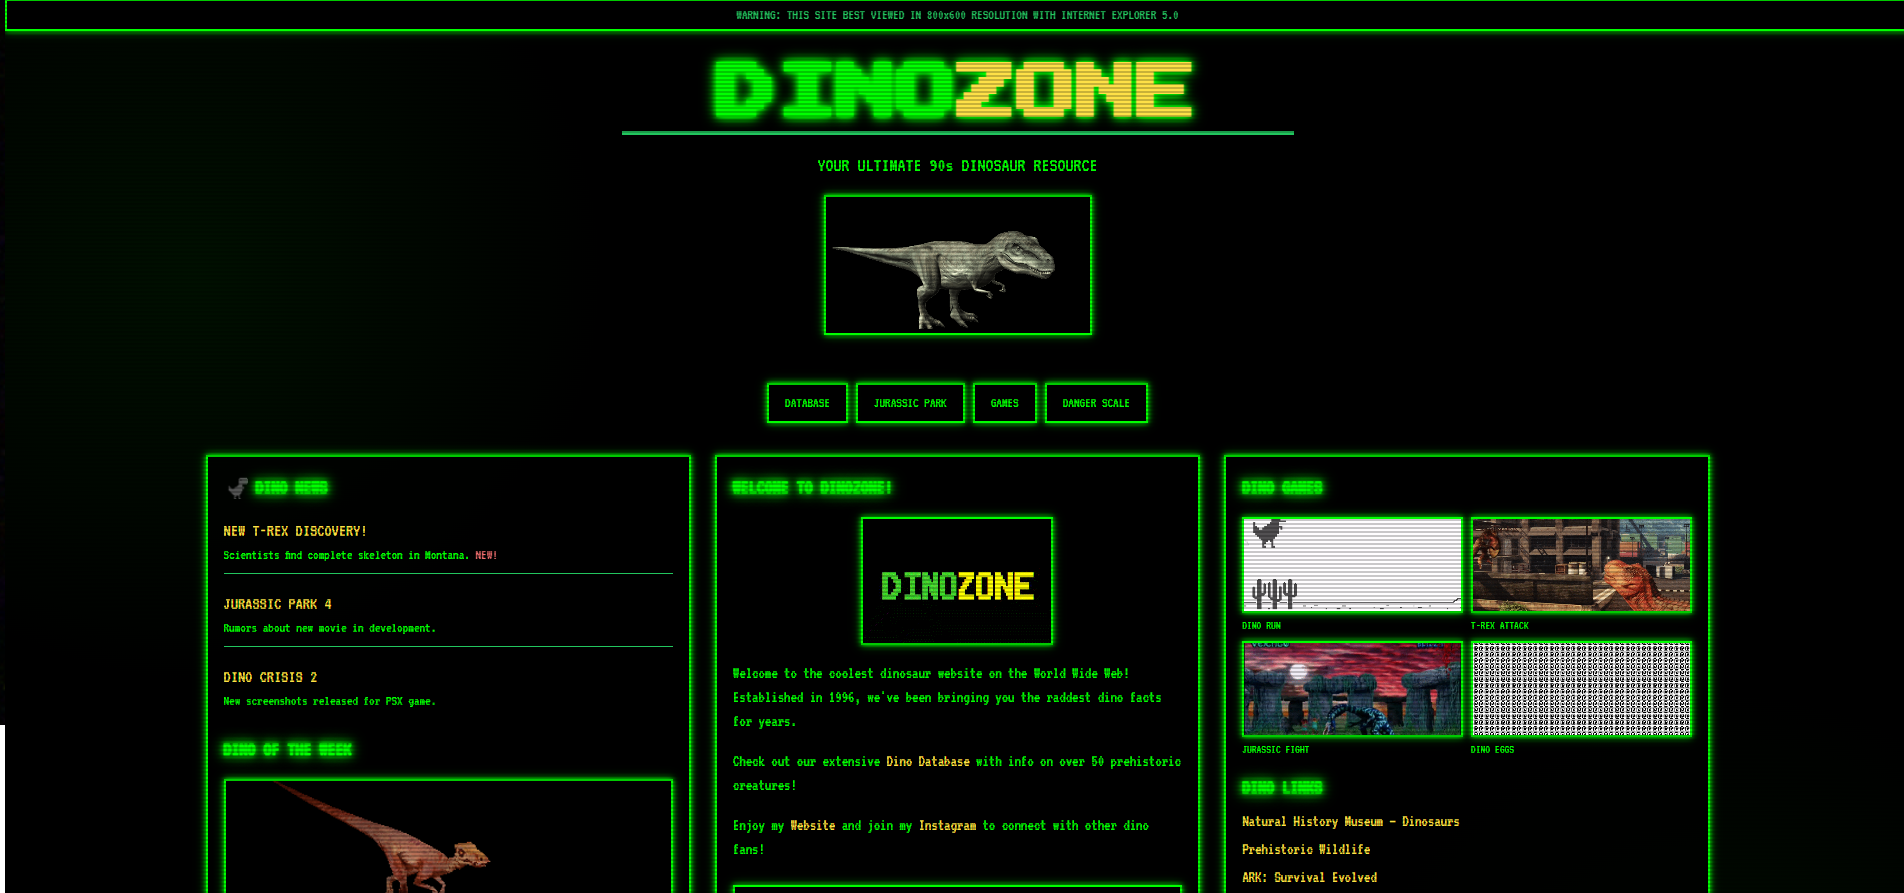 WARNING: THIS SITE BEST VIEWED IN 800x600 RESOLUTION WITH INTERNET EXPLORER 5.0
DINOZONE
YOUR ULTIMATE 90s DINOSAUR RESOURCE
DATABASE
JURASSIC PARK
GAMES
DANGER SCALE
DINO NEWS
NEW T-REX DISCOVERY!
Scientists find complete skeleton in Montana. NEW!
JURASSIC PARK 4
Rumors about new movie in development.
DINO CRISIS 2
New screenshots released for PSX game.
DINO OF THE WEEK
WELCOME TO DINOZONE!
DINOZONE
Welcome to the coolest dinosaur website on the World Wide Web!
Established in 1996, we've been bringing you the raddest dino facts
for years.
Check out our extensive Dino Database with info on over 50 prehistoric
creatures!
Enjoy my Website and join my Instagram to connect with other dino
fans!
DINO GAMES
DINO RUN
T-REX ATTACK
JURASSIC FIGHT
DINO EGGS
DINO LINKS
Natural History Museum - Dinosaurs
Prehistoric Wildlife
ARK: Survival Evolved